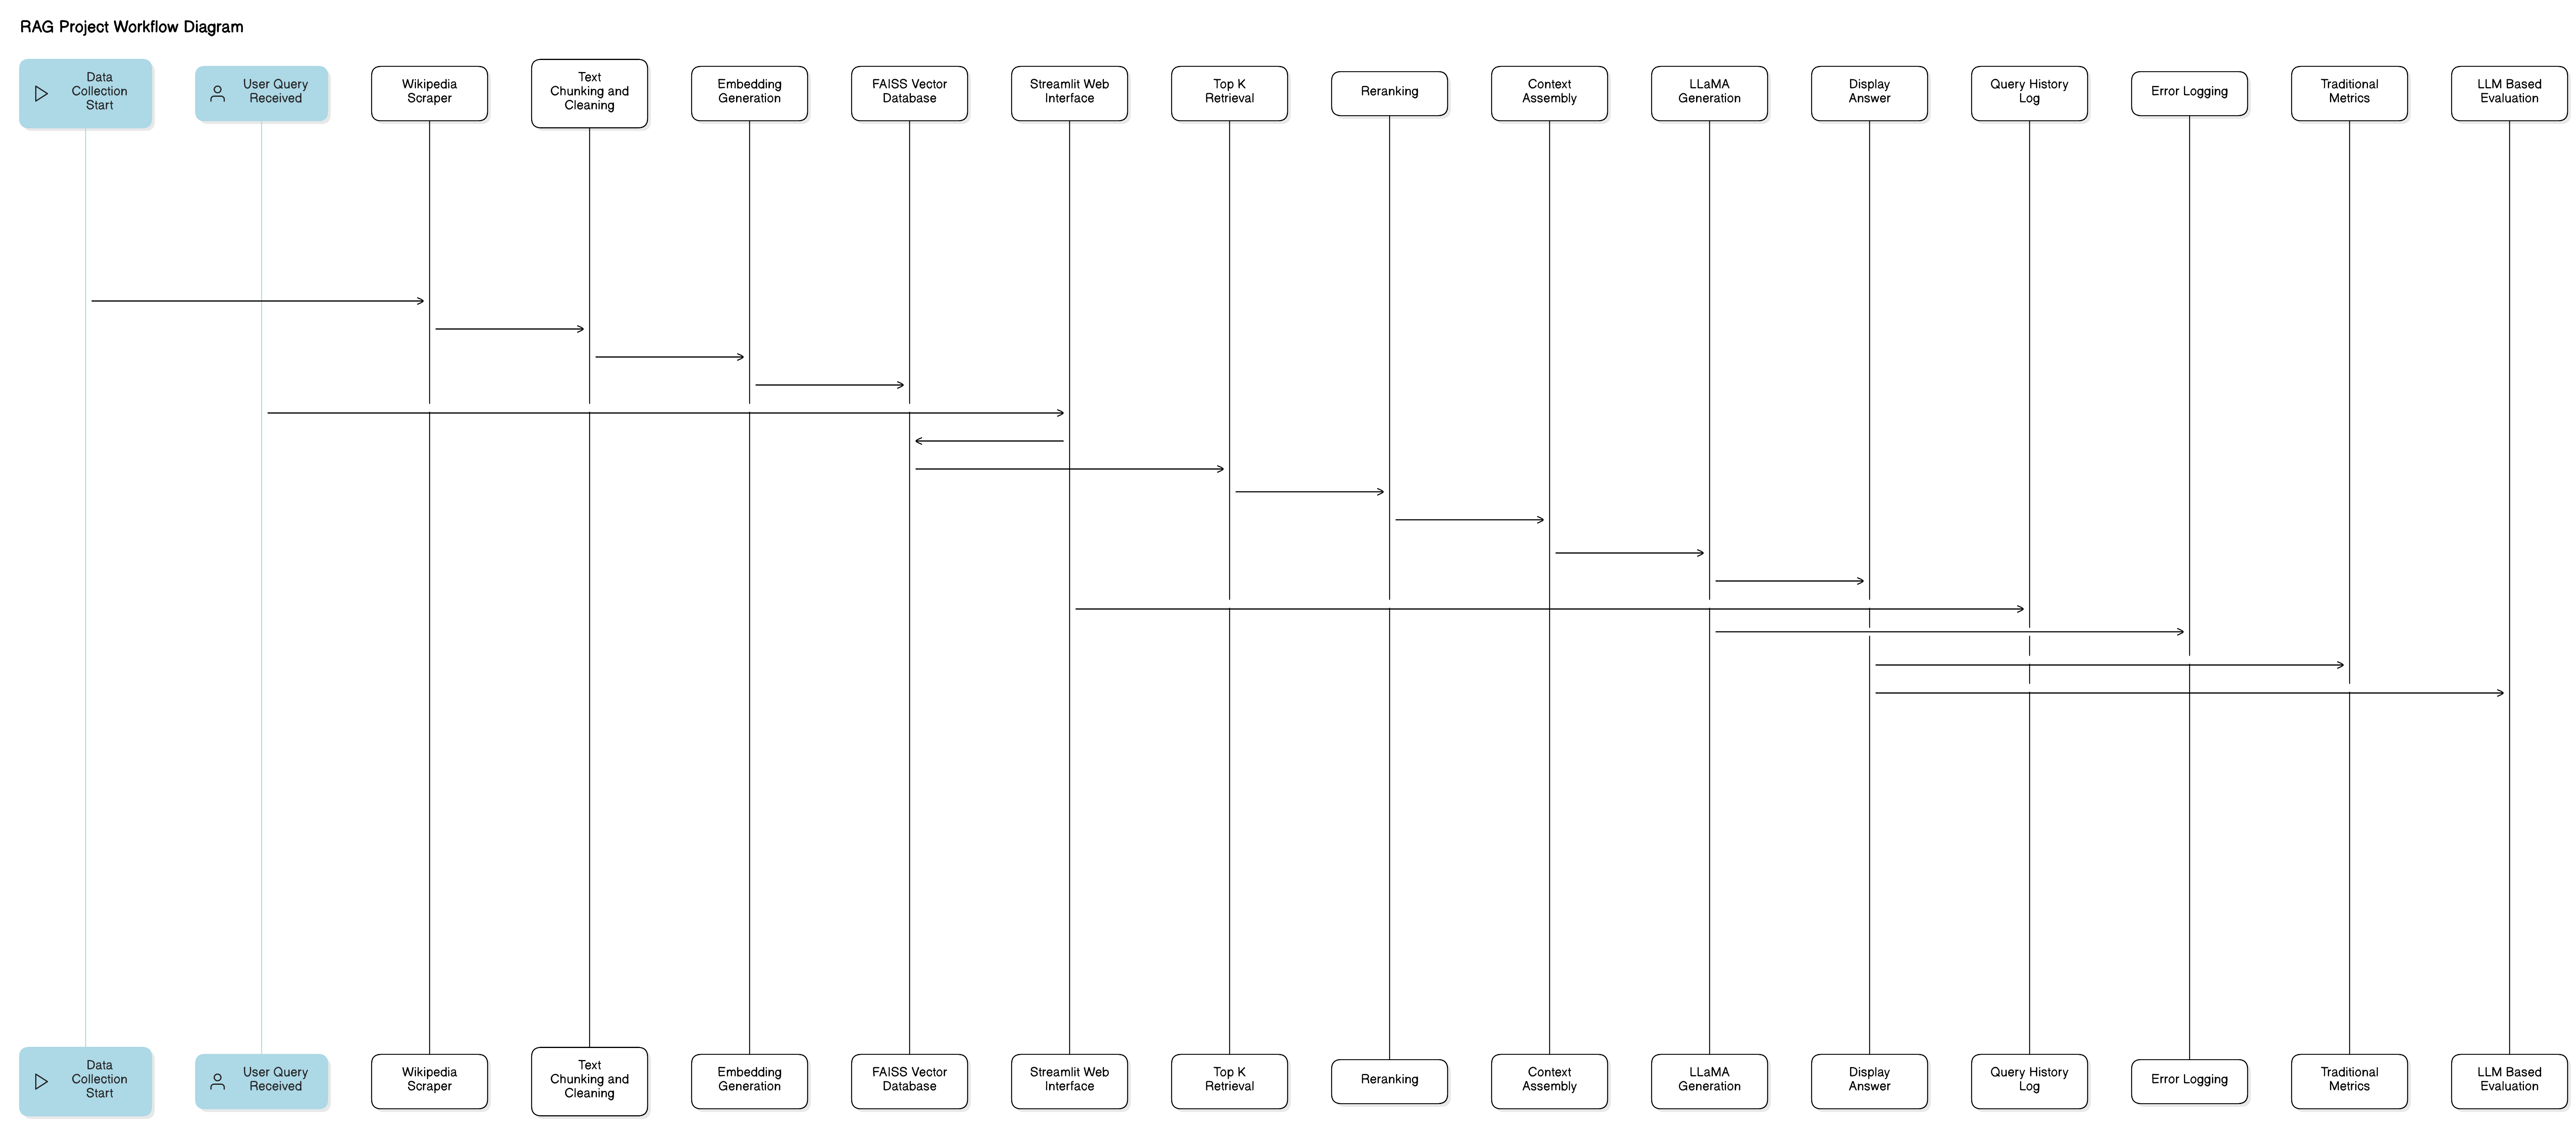 RAG Project Workflow Diagram
Data
Collection
Start
User Query
Received
Wikipedia
Scraper
Text
Chunking and
Cleaning
Embedding
Generation
FAISS Vector
Database
Streamlit Web
Interface
Top K
Retrieval
Reranking
Context
Assembly
LLaMA
Generation
Display
Answer
Query History
Log
Error Logging
Traditional
Metrics
LLM Based
Evaluation
Data
Collection
Start
User Query
Received
Wikipedia
Scraper
Text
Chunking and
Cleaning
Embedding
Generation
FAISS Vector
Database
Streamlit Web
Interface
Top K
Retrieval
Reranking
Context
Assembly
LLaMA
Generation
Display
Answer
Query History
Log
Error Logging
Traditional
Metrics
LLM Based
Evaluation